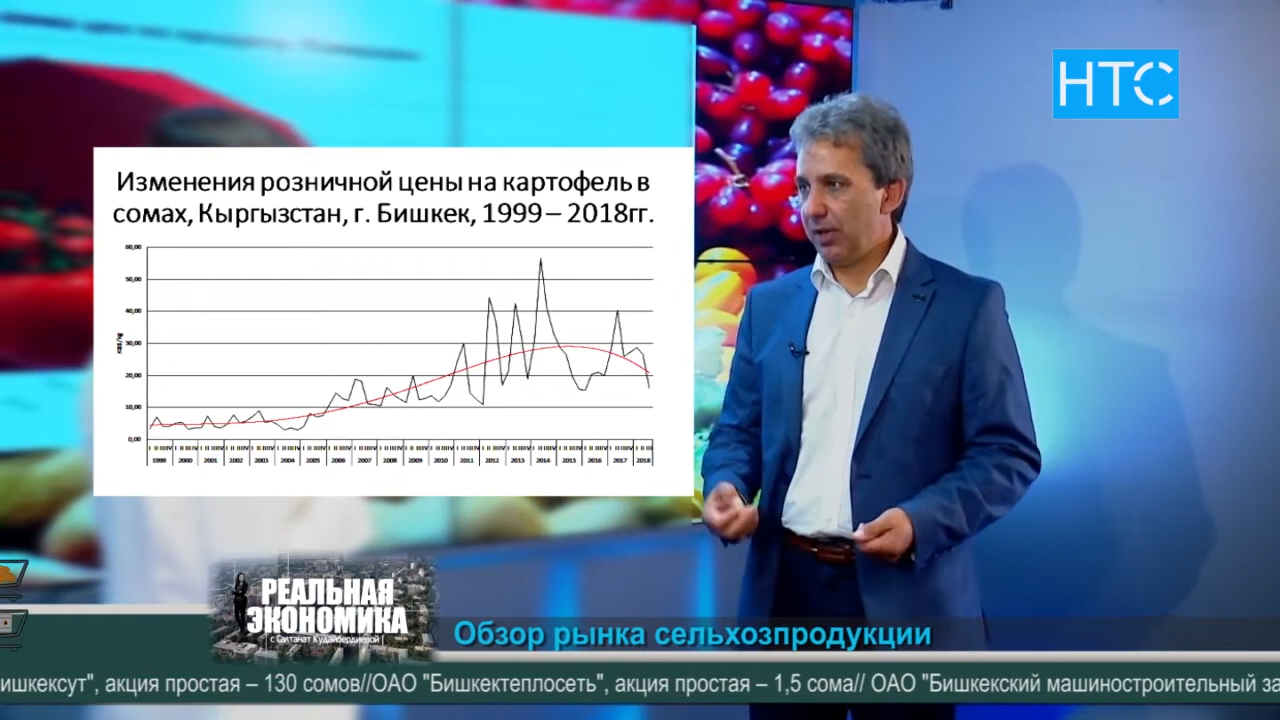 НТС
Изменения розничной цены на картофель в
сомах, Кыргызстан, г. Бишкек, 1999 – 2018гг.
60,00
50,00
40,00
30,00
20,00
10,00
0,00
1999 2000 2001 2002 2003 2004 2005 2006 2007 2008 2009 2010 2011 2012 2013 2014 2015 2016 2017 2018
РЕАЛЬНАЯ
ЭКОНОМИКА
с Салтанат Кудайбердиевой
Обзор рынка сельхозпродукции
ишкексут", акция простая – 130 сомов//ОАО "Бишкектеплосеть", акция простая – 1,5 сома// ОАО "Бишкекский машиностроительный за